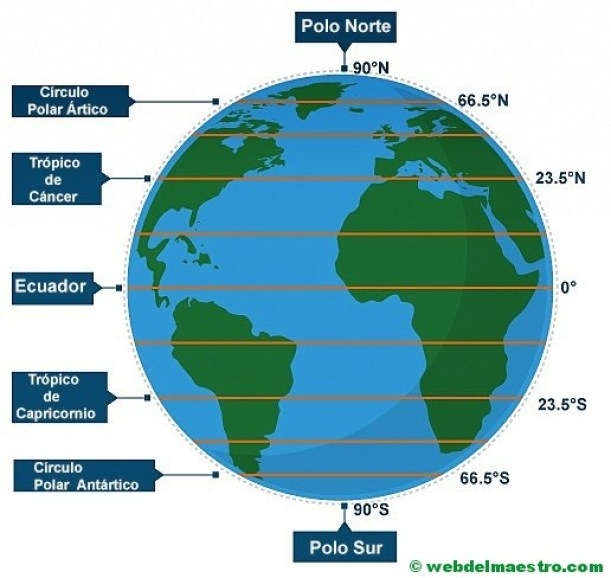 Polo Norte
90°N
Círculo
Polar Ártico
66.5°N
Trópico
de
Cáncer
23.5°N
Ecuador
0°
Trópico
de
Capricornio
23.5°S
Círculo
Polar Antártico
66.5°S
90°S
Polo Sur
© webdelmaestro.com